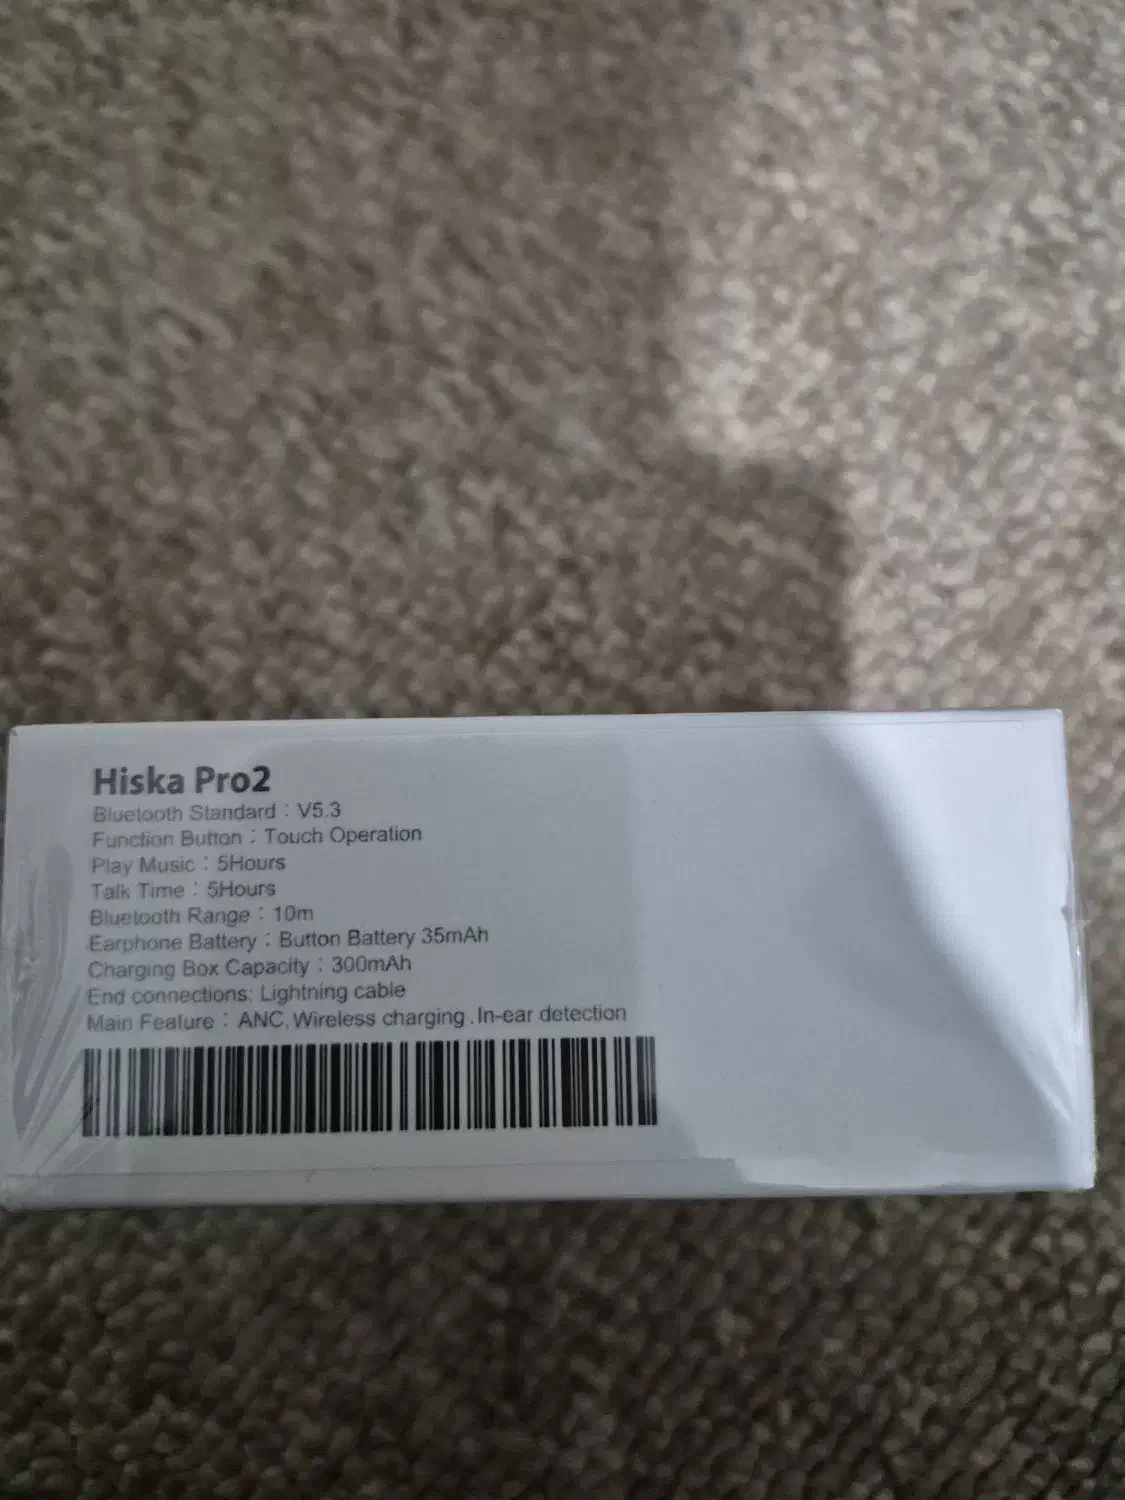 Hiska Pro2
Bluetooth Standard : V5.3
Function Button : Touch Operation
Play Music : 5Hours
Talk Time : 5Hours
Bluetooth Range : 10m
Earphone Battery : Button Battery 35mAh
Charging Box Capacity : 300mAh
End connections: Lightning cable
Main Feature : ANC, Wireless charging . In-ear detection